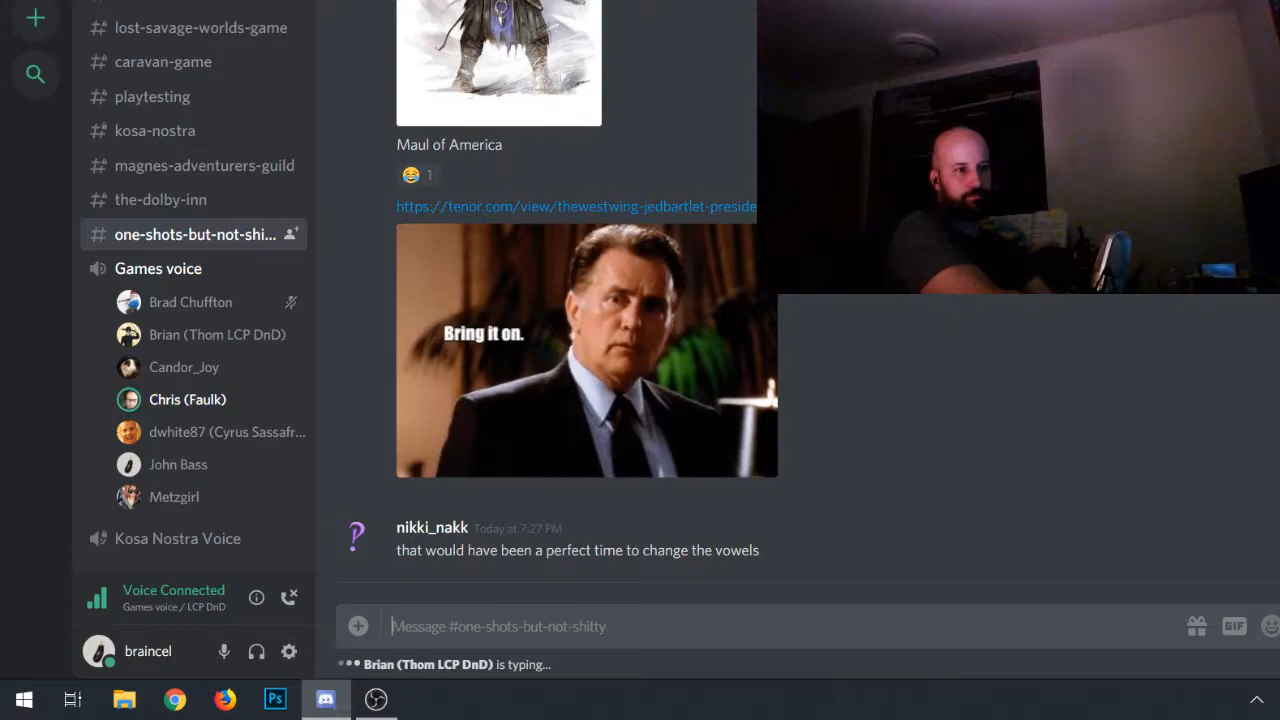 lost-savage-worlds-game
caravan-game
playtesting
kosa-nostra
magnes-adventurers-guild
the-dolby-inn
one-shots-but-not-shi...
Games voice
Brad Chuffton
Brian (Thom LCP DnD)
Candor_Joy
Chris (Faulk)
dwhite87 (Cyrus Sassafr...
John Bass
Metzgirl
Kosa Nostra Voice
Voice Connected
Games voice / LCP DnD
braincel
Maul of America
1
https://tenor.com/view/thewestwing-jedbartlet-preside
Bring it on.
nikki_nakk Today at 7:27 PM
that would have been a perfect time to change the vowels
Message #one-shots-but-not-shitty
GIF
Brian (Thom LCP DnD) is typing...
Ps